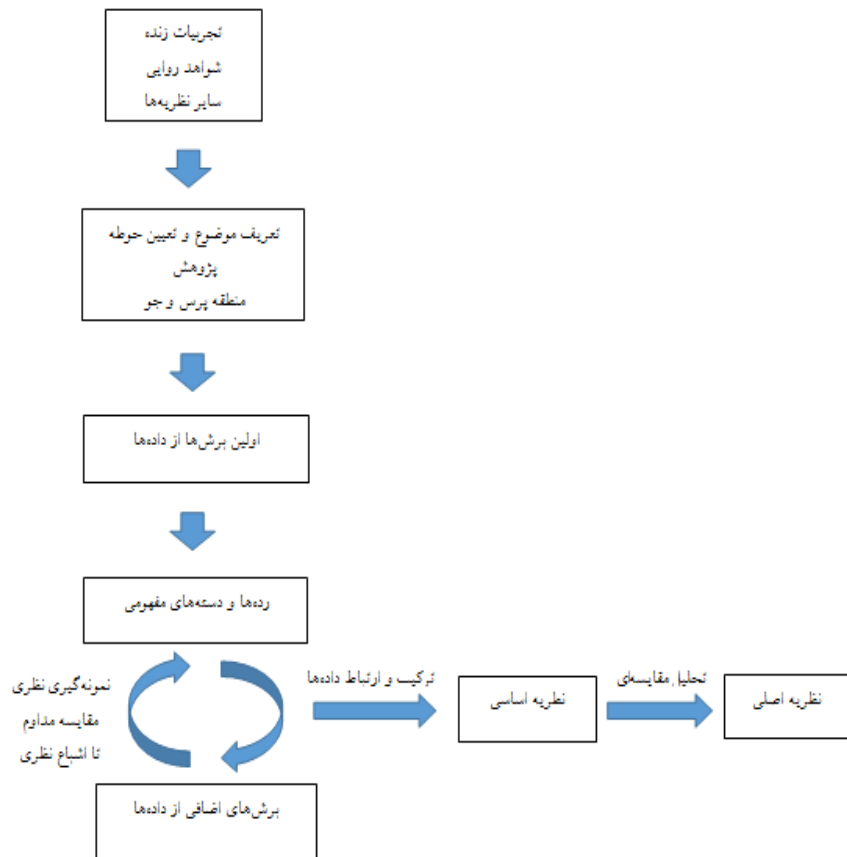 تجربیات زنده
شواهد روایی
سایر نظریه‌ها
تعریف موضوع و تعیین حوطه
پژوهش
منطقه پرس و جو
اولین برش‌ها از داده‌ها
رده‌ها و دسته‌های مفهومی
نمونه‌گیری نظری
مقایسه مداوم
تا اشباع نظری
ترکیب و ارتباط داده‌ها
نظریه اساسی
تحلیل مقایسه‌ای
نظریه اصلی
برش‌های اضافی از داده‌ها